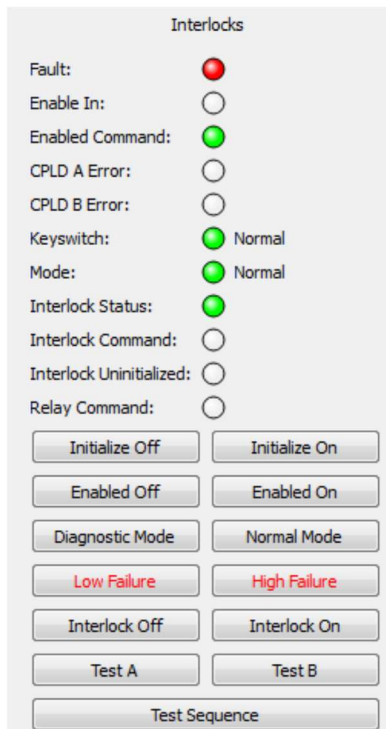 Interlocks
Fault:
Enable In:
Enabled Command:
CPLD A Error:
CPLD B Error:
Keyswitch: Normal
Mode: Normal
Interlock Status:
Interlock Command:
Interlock Uninitialized:
Relay Command:
Initialize Off Initialize On
Enabled Off Enabled On
Diagnostic Mode Normal Mode
Low Failure High Failure
Interlock Off Interlock On
Test A Test B
Test Sequence